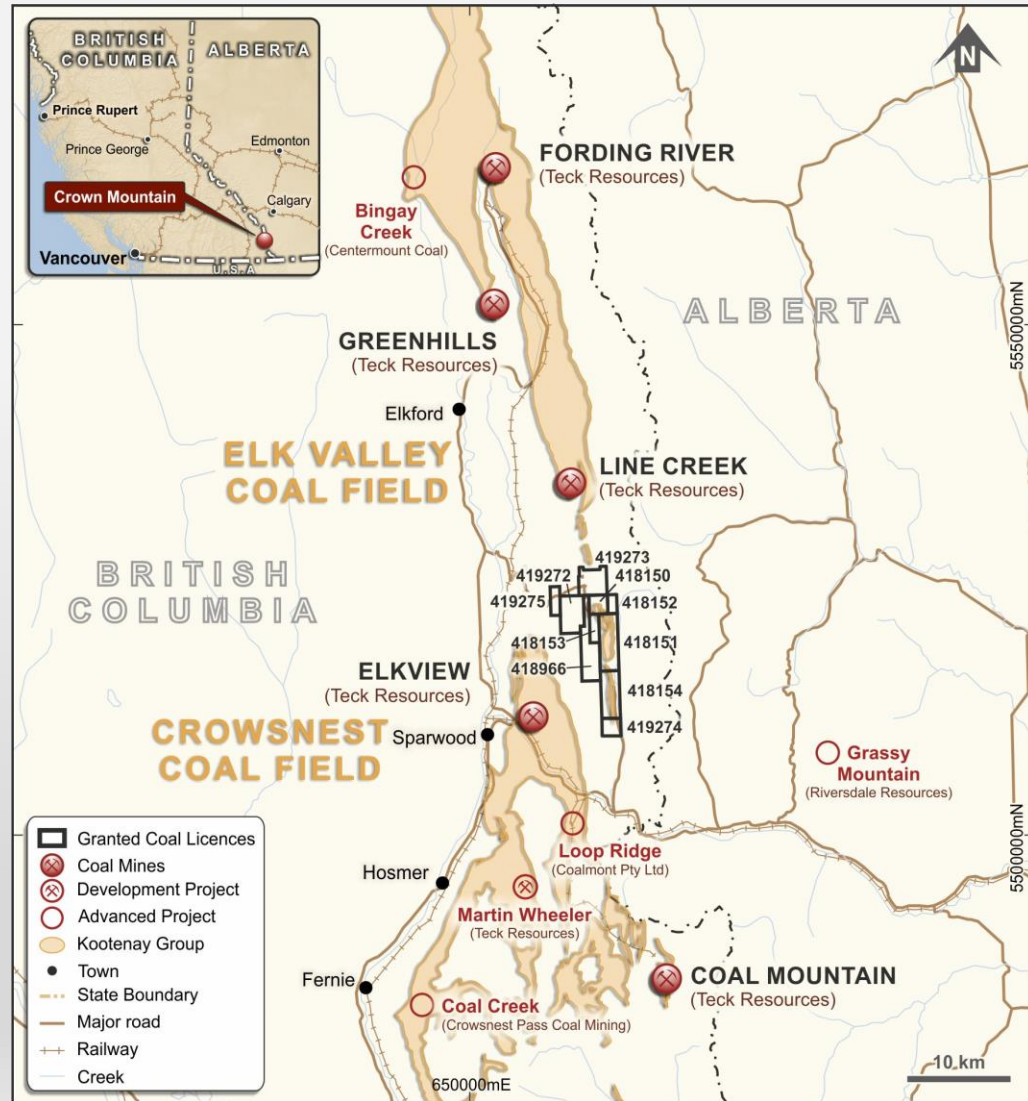 BRITISH
COLUMBIA
ALBERTA
Prince Rupert
Prince George
Edmonton
Crown Mountain
Calgary
Vancouver
U.S.A
N
FORDING RIVER
(Teck Resources)
Bingay
Creek
(Centermount Coal)
ALBERTA
GREENHILLS
(Teck Resources)
5550000mN
Elkford
ELK VALLEY
COAL FIELD
LINE CREEK
(Teck Resources)
BRITISH
COLUMBIA
419273
419272
418150
419275
418152
418153
418151
418966
418154
419274
ELKVIEW
(Teck Resources)
CROWSNEST
COAL FIELD
Sparwood
Grassy
Mountain
(Riversdale Resources)
5500000mN
Loop Ridge
(Coalmont Pty Ltd)
Hosmer
Martin Wheeler
(Teck Resources)
Fernie
COAL MOUNTAIN
(Teck Resources)
Coal Creek
(Crowsnest Pass Coal Mining)
Granted Coal Licences
Coal Mines
Development Project
Advanced Project
Kootenay Group
Town
State Boundary
Major road
Railway
Creek
650000mE
10 km